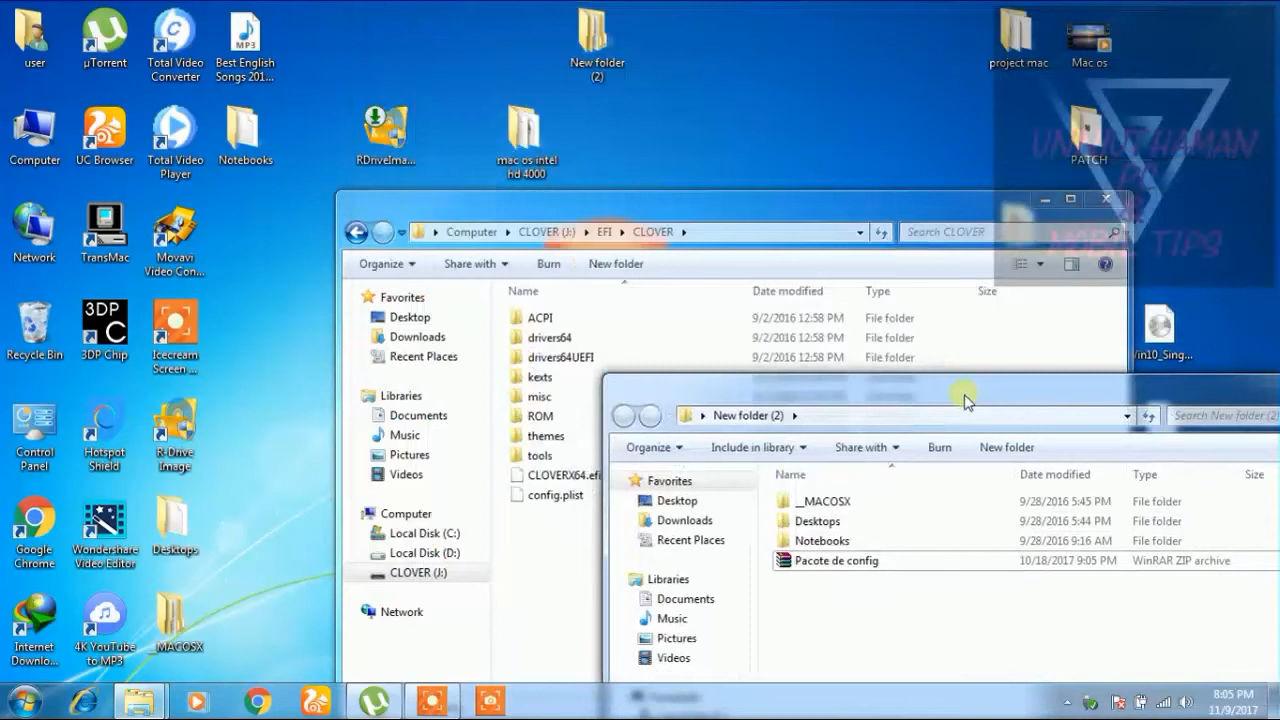 user
µTorrent
Total Video
Converter
Best English
Songs 201...
New folder
(2)
project mac
Mac os
Computer
UC Browser
Total Video
Player
Notebooks
RDriveIma...
mac os intel
hd 4000
PATCH
Network
TransMac
Movavi
Video Con...
Recycle Bin
3DP Chip
Icecream
Screen ...
Control
Panel
Hotspot
Shield
R-Drive
Image
Google
Chrome
Wondershare
Video Editor
Desktops
Internet
Downlo...
4K YouTube
to MP3
Computer CLOVER (J:) EFI CLOVER
Search CLOVER
Organize Share with Burn New folder
Favorites
Desktop
Downloads
Recent Places
Libraries
Documents
Music
Pictures
Videos
Computer
Local Disk (C:)
Local Disk (D:)
CLOVER (J:)
Network
Name Date modified Type Size
ACPI 9/2/2016 12:58 PM File folder
drivers64 9/2/2016 12:58 PM File folder
drivers64UEFI 9/2/2016 12:58 PM File folder
kexts
misc
ROM
themes
tools
CLOVERX64.efi
config.plist
New folder (2)
Search New folder (2)
Organize Include in library Share with Burn New folder
Favorites
Desktop
Downloads
Recent Places
Libraries
Documents
Music
Pictures
Videos
Name Date modified Type Size
__MACOSX 9/28/2016 5:45 PM File folder
Desktops 9/28/2016 5:44 PM File folder
Notebooks 9/28/2016 9:16 AM File folder
Pacote de config 10/18/2017 9:05 PM WinRAR ZIP archive
PC
&
MOBIL TIPS
8:05 PM
11/9/2017